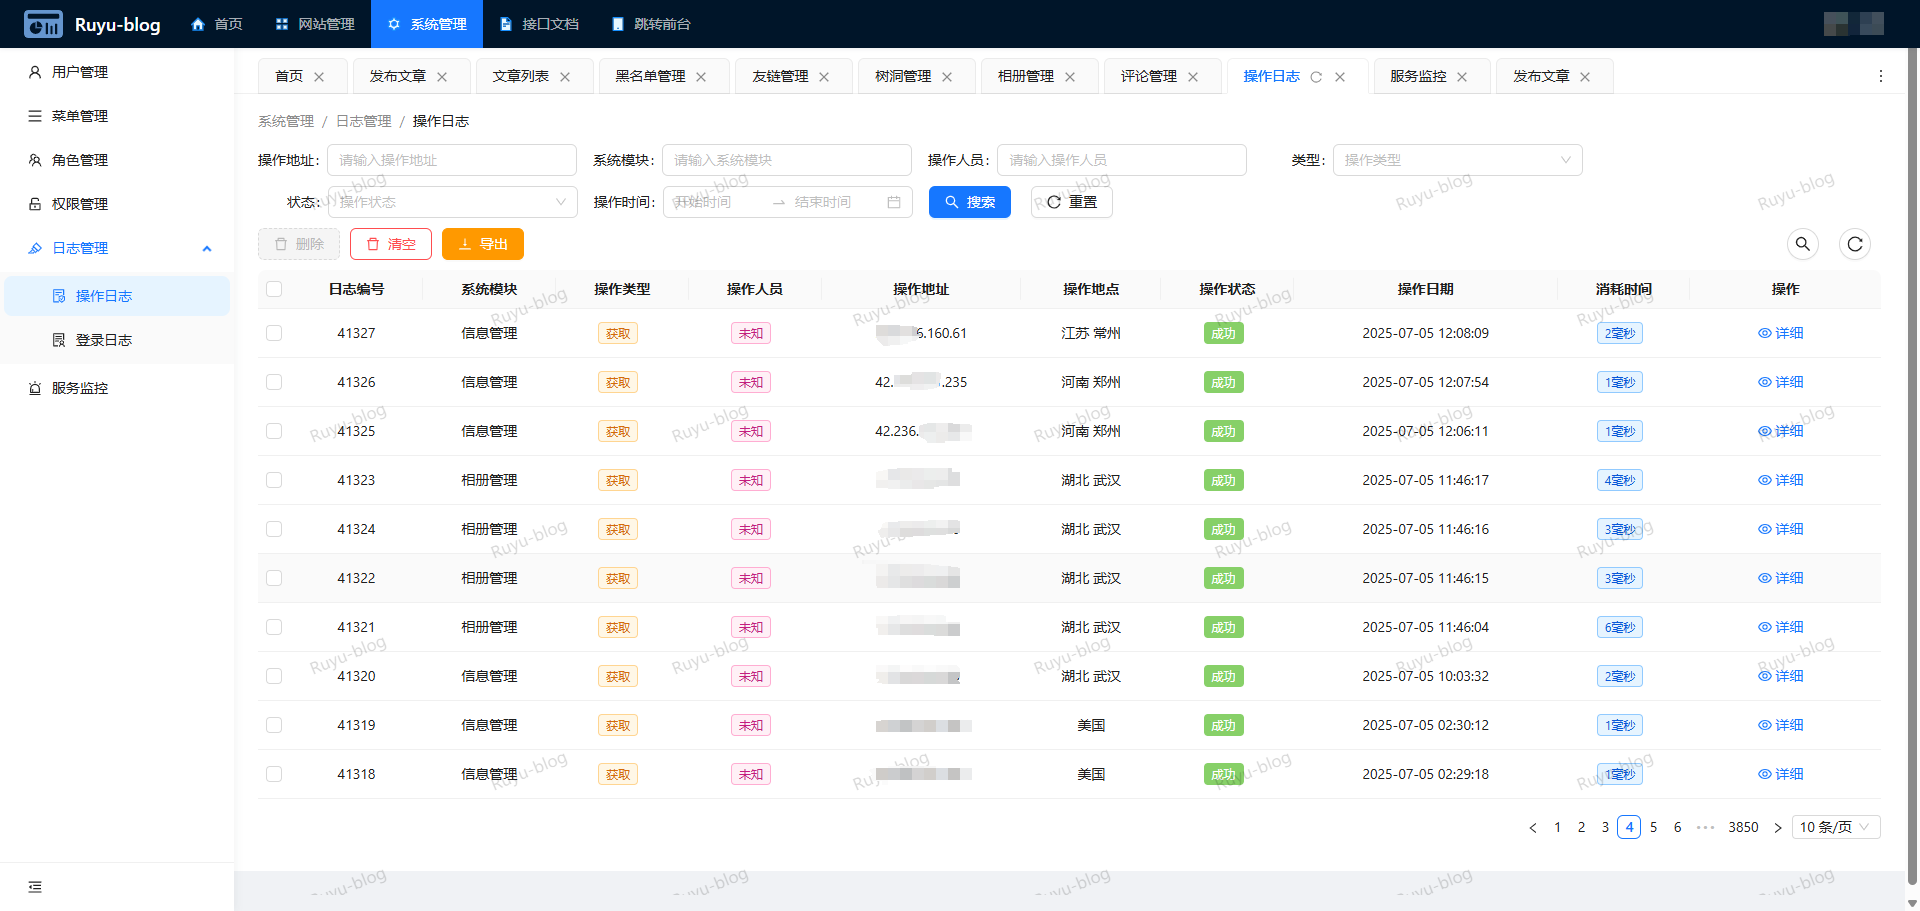 Ruyu-blog 首页 网站管理 系统管理 接口文档 跳转前台
用户管理
菜单管理
角色管理
权限管理
日志管理
操作日志
登录日志
服务监控
首页 发布文章 文章列表 黑名单管理 友链管理 树洞管理 相册管理 评论管理 操作日志 服务监控 发布文章
系统管理 / 日志管理 / 操作日志
操作地址: 请输入操作地址 系统模块: 请输入系统模块 操作人员: 请输入操作人员 类型: 操作类型
状态: 操作状态 操作时间: 开始时间 结束时间 搜索 重置
删除 清空 导出
日志编号 系统模块 操作类型 操作人员 操作地址 操作地点 操作状态 操作日期 消耗时间 操作
41327 信息管理 获取 未知 6.160.61 江苏 常州 成功 2025-07-05 12:08:09 2毫秒 详细
41326 信息管理 获取 未知 42. .235 河南 郑州 成功 2025-07-05 12:07:54 1毫秒 详细
41325 信息管理 获取 未知 42.236. 河南 郑州 成功 2025-07-05 12:06:11 1毫秒 详细
41323 相册管理 获取 未知 湖北 武汉 成功 2025-07-05 11:46:17 4毫秒 详细
41324 相册管理 获取 未知 湖北 武汉 成功 2025-07-05 11:46:16 3毫秒 详细
41322 相册管理 获取 未知 湖北 武汉 成功 2025-07-05 11:46:15 3毫秒 详细
41321 相册管理 获取 未知 湖北 武汉 成功 2025-07-05 11:46:04 6毫秒 详细
41320 信息管理 获取 未知 湖北 武汉 成功 2025-07-05 10:03:32 2毫秒 详细
41319 信息管理 获取 未知 美国 成功 2025-07-05 02:30:12 1毫秒 详细
41318 信息管理 获取 未知 美国 成功 2025-07-05 02:29:18 1毫秒 详细
1 2 3 4 5 6 ••• 3850 10 条/页